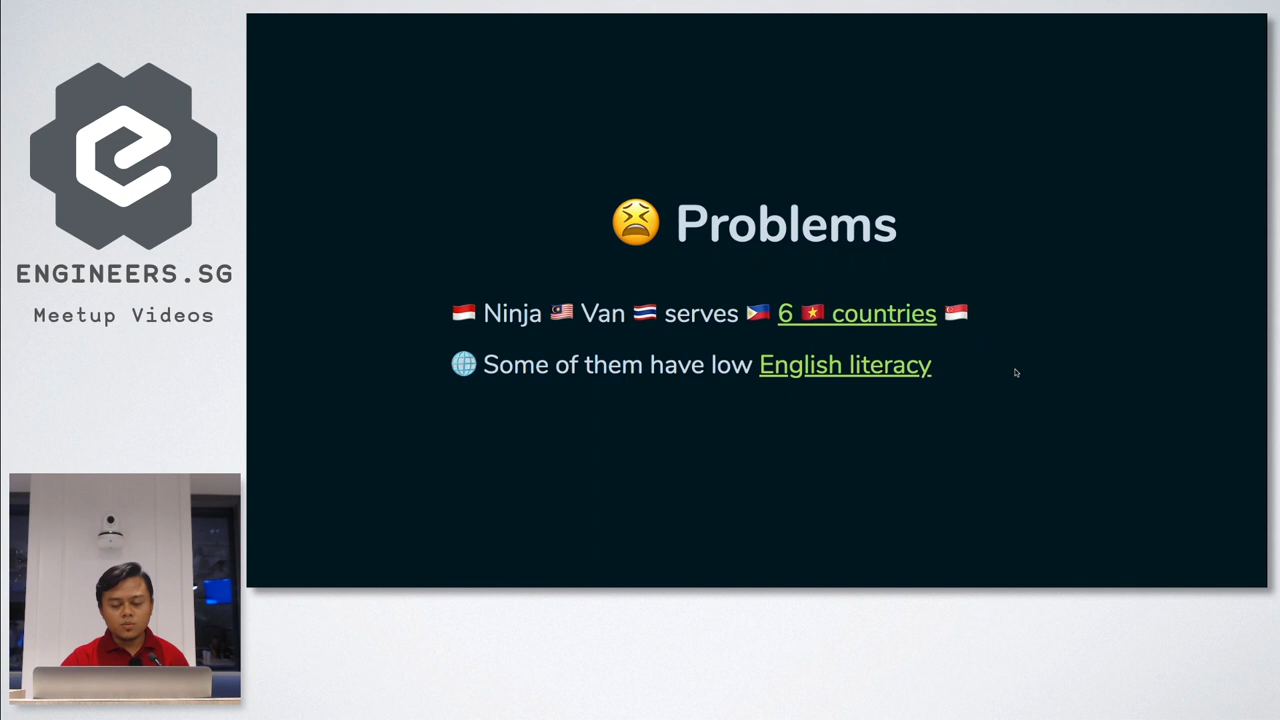 ENGINEERS.SG
Meetup Videos
😫 Problems
🇮🇩 Ninja 🇲🇾 Van 🇹🇭 serves 🇵🇭 6 🇻🇳 countries 🇸🇬
🌐 Some of them have low English literacy